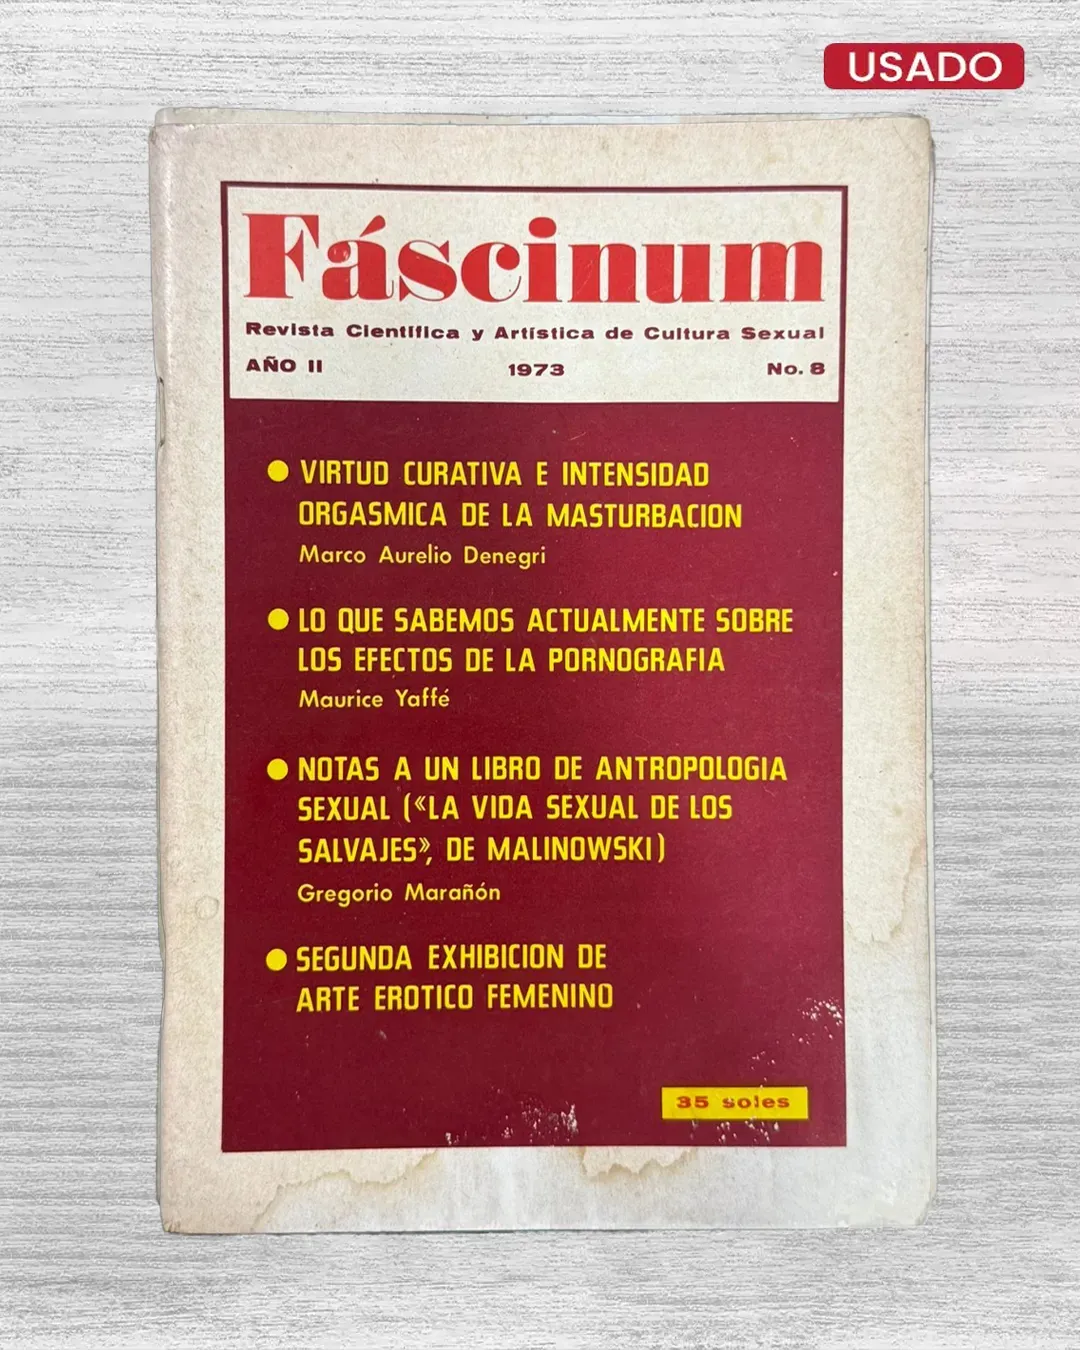 USADO
Fáscinum
Revista Científica y Artística de Cultura Sexual
AÑO II 1973 No. 8
● VIRTUD CURATIVA E INTENSIDAD
ORGASMICA DE LA MASTURBACION
Marco Aurelio Denegri
● LO QUE SABEMOS ACTUALMENTE SOBRE
LOS EFECTOS DE LA PORNOGRAFIA
Maurice Yaffé
● NOTAS A UN LIBRO DE ANTROPOLOGIA
SEXUAL («LA VIDA SEXUAL DE LOS
SALVAJES», DE MALINOWSKI)
Gregorio Marañón
● SEGUNDA EXHIBICION DE
ARTE EROTICO FEMENINO
35 soles